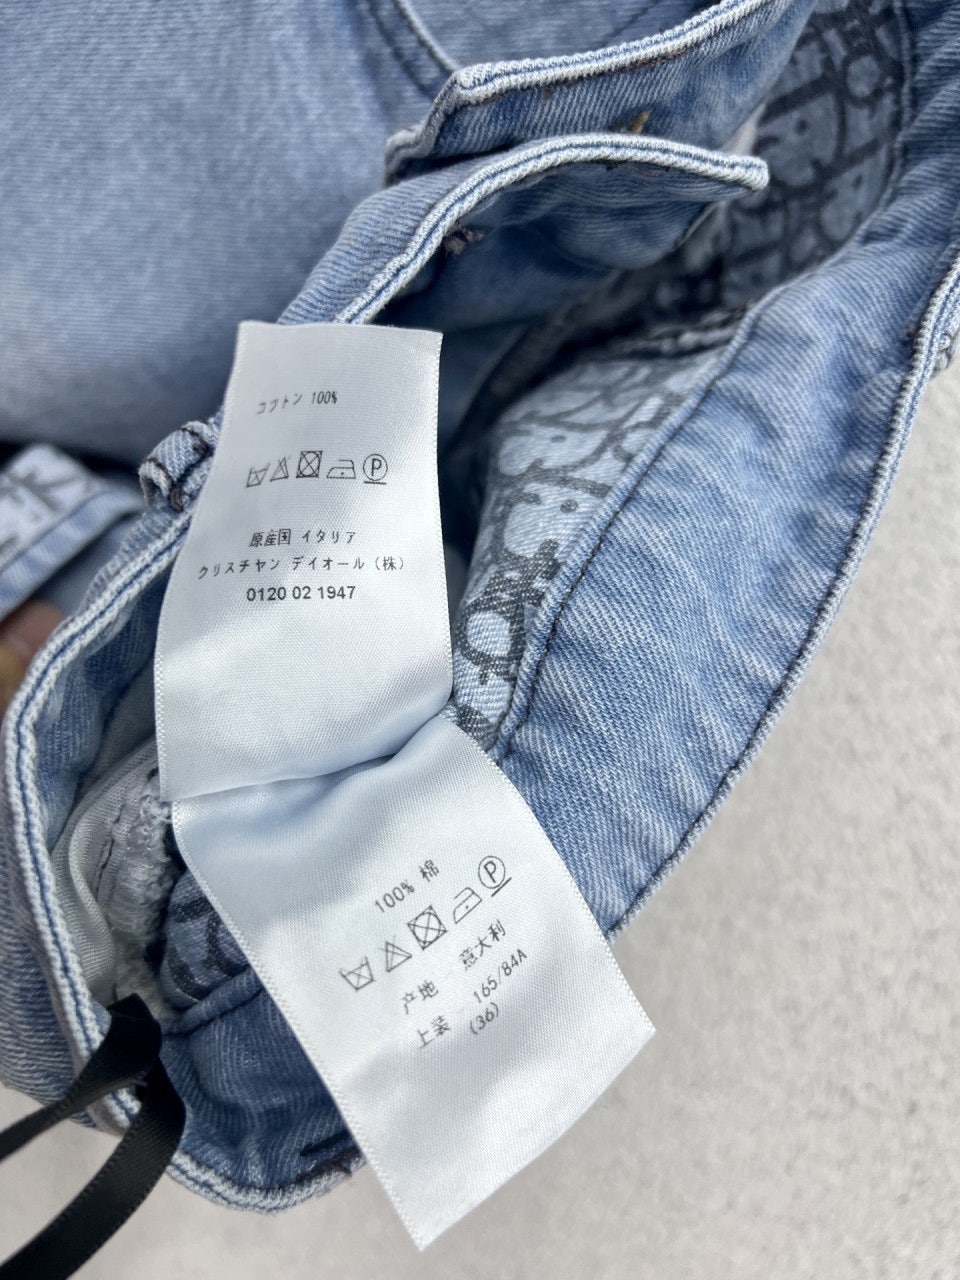 コットン 100%
P
原産国 イタリア
クリスチャン デイオール（株）
0120 02 1947
100% 棉
P
产地 意大利
上装 165/84A
(36)